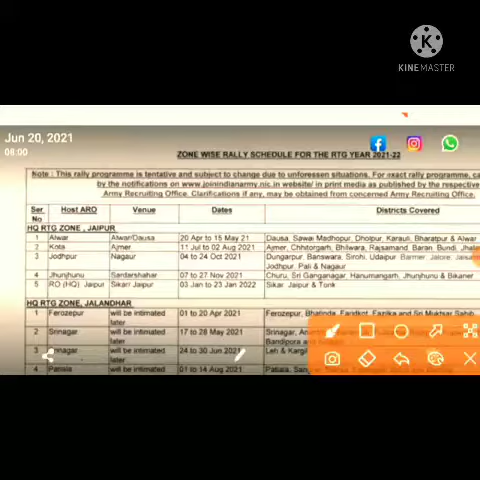 K
KINEMASTER
Jun 20, 2021
08:00
ZONE WISE RALLY SCHEDULE FOR THE RTG YEAR 2021-22
Note : This rally programme is tentative and subject to change due to unforessen situations. For exact rally programme, ca
by the notifications on www.joinindianarmy.nic.in website/ in print media as published by the respective
Army Recruiting Office. Clarifications if any, may be obtained from concerned Army Recruiting Office.
Ser No Host ARO Venue Dates Districts Covered
HQ RTG ZONE, JAIPUR
1 Alwar Alwar/Dausa 20 Apr to 15 May 21 Dausa, Sawai Madhopur, Dholpur, Karauli, Bharatpur & Alwar
2 Kota Ajmer 11 Jul to 02 Aug 2021 Ajmer, Chhitorgarh, Bhilwara, Rajsamand, Baran, Bundi, Jhala
3 Jodhpur Nagaur 04 to 24 Oct 2021 Dungarpur, Banswara, Sirohi, Udaipur, Barmer, Jalore, Jaisal
Jodhpur, Pali & Nagaur
4 Jhunjhunu Sardarshahar 07 to 27 Nov 2021 Churu, Sri Ganganagar, Hanumangarh, Jhunjhunu & Bikaner
5 RO (HQ) Jaipur Sikar/ Jaipur 03 Jan to 23 Jan 2022 Sikar, Jaipur & Tonk
HQ RTG ZONE, JALANDHAR
1 Ferozepur will be intimated later 01 to 20 Apr 2021 Ferozepur, Bhatinda, Faridkot, Fazilka and Sri Muktsar Sahib
2 Srinagar will be intimated later 17 to 28 May 2021 Srinagar,
Bandipora
3 Srinagar will be intimated later 24 to 30 Jun Leh & Kargil
4 Patiala will be intimated 01 to 14 Aug 2021 Patiala,